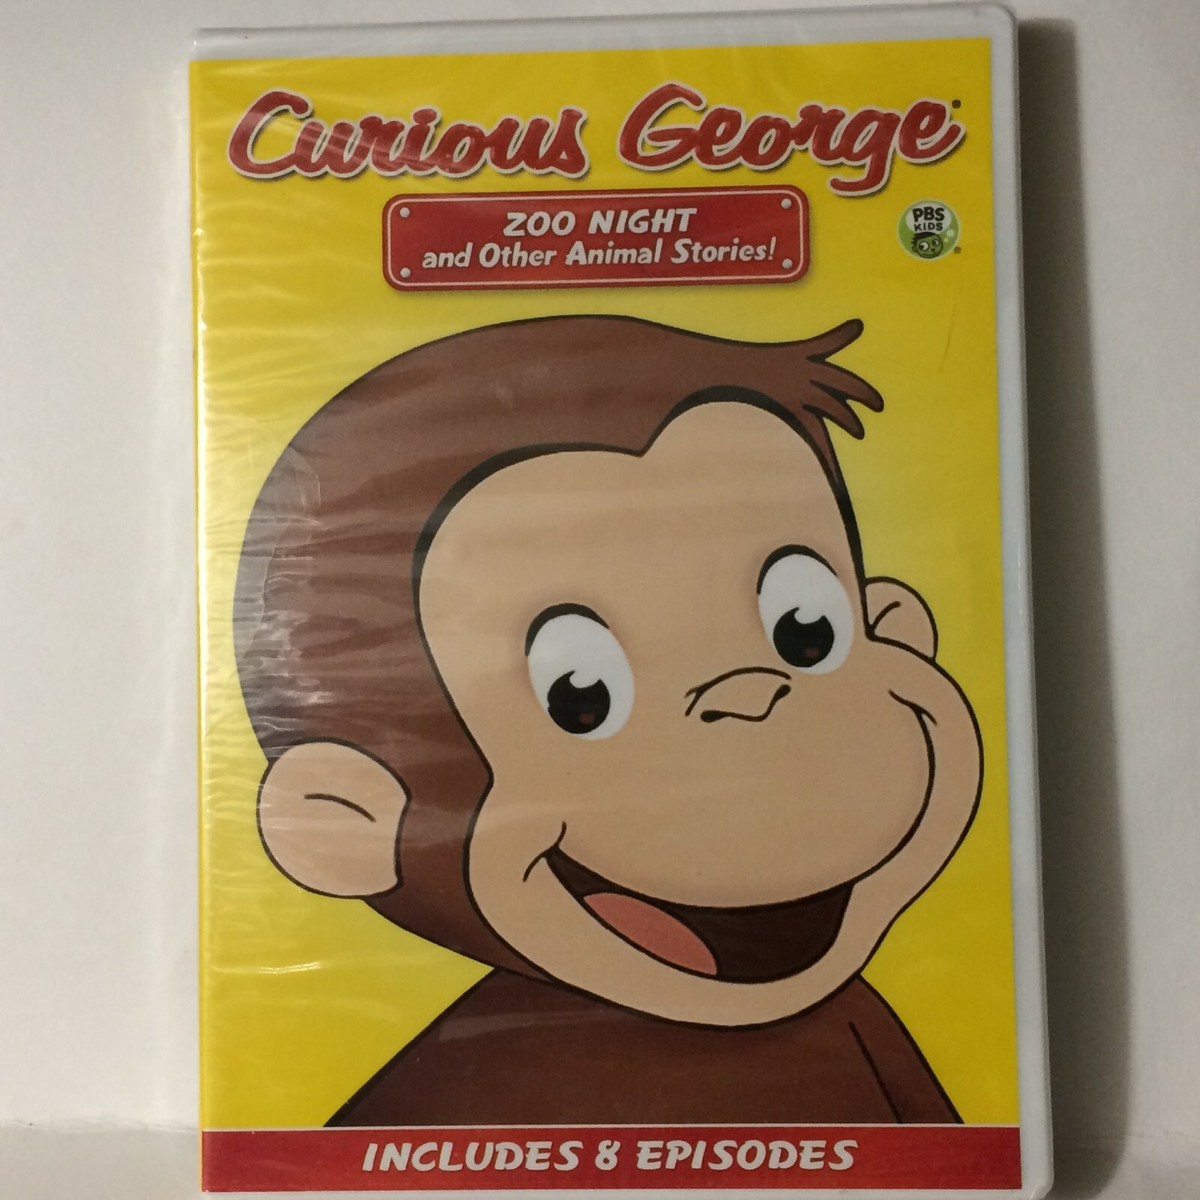 Curious George
ZOO NIGHT
and Other Animal Stories!
PBS
KIDS
INCLUDES 8 EPISODES